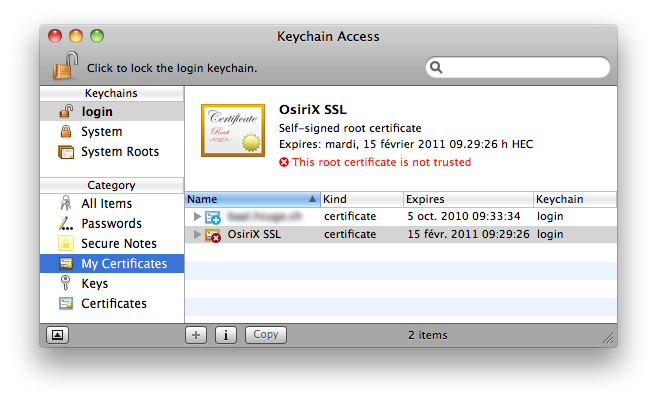 Keychain Access
Click to lock the login keychain.
Keychains
login
System
System Roots
Category
All Items
Passwords
Secure Notes
My Certificates
Keys
Certificates
Certificate
Root
OsiriX SSL
Self-signed root certificate
Expires: mardi, 15 février 2011 09.29:26 h HEC
This root certificate is not trusted
Name Kind Expires Keychain
certificate 5 oct. 2010 09:33:34 login
OsiriX SSL certificate 15 févr. 2011 09:29:26 login
+ i Copy 2 items